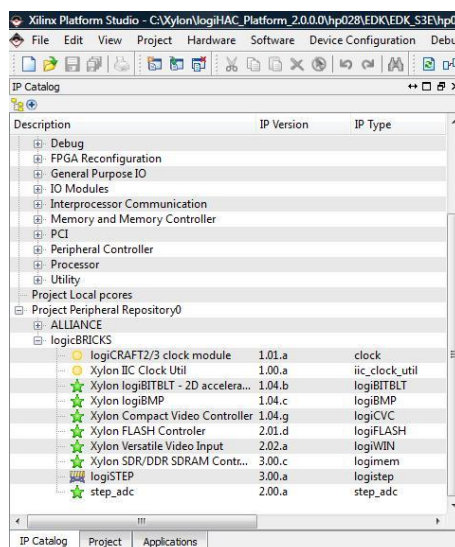 Xilinx Platform Studio - C:\Xylon\logiHAC_Platform_2.0.0.0\hp028\EDK\EDK_S3E\hp0
File Edit View Project Hardware Software Device Configuration Debu
IP Catalog
Description IP Version IP Type
Debug
FPGA Reconfiguration
General Purpose IO
IO Modules
Interprocessor Communication
Memory and Memory Controller
PCI
Peripheral Controller
Processor
Utility
Project Local pcores
Project Peripheral Repository0
ALLIANCE
logicBRICKS
logiCRAFT2/3 clock module 1.01.a clock
Xylon IIC Clock Util 1.00.a iic_clock_util
Xylon logiBITBLT - 2D accelera... 1.04.b logiBITBLT
Xylon logiBMP 1.04.c logiBMP
Xylon Compact Video Controller 1.04.g logiCVC
Xylon FLASH Controler 2.01.d logiFLASH
Xylon Versatile Video Input 2.02.a logiWIN
Xylon SDR/DDR SDRAM Contr... 3.00.c logimem
logiSTEP 3.00.a logistep
step_adc 2.00.a step_adc
IP Catalog Project Applications